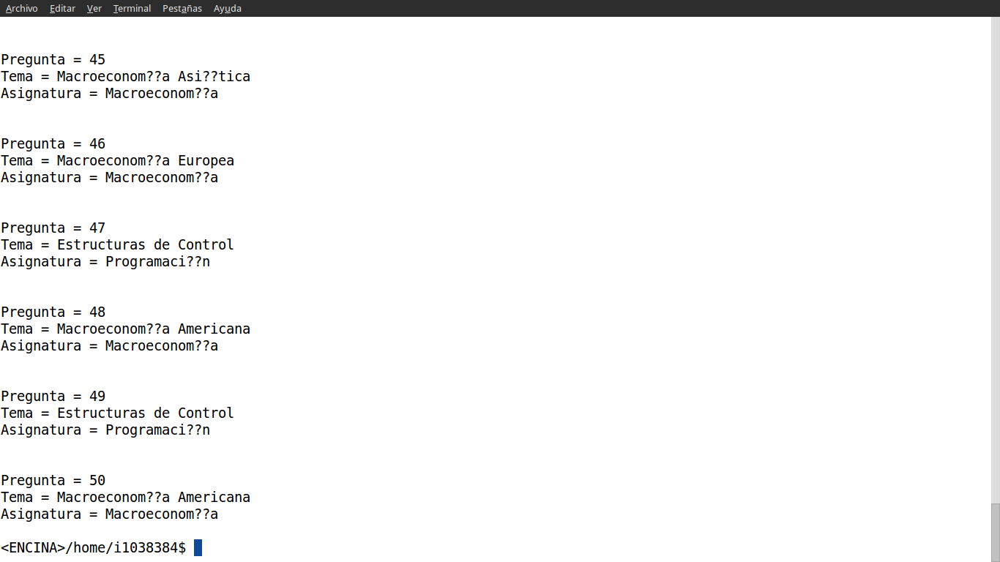 Archivo Editar Ver Terminal Pestañas Ayuda
Pregunta = 45
Tema = Macroeconom??a Asi??tica
Asignatura = Macroeconom??a
Pregunta = 46
Tema = Macroeconom??a Europea
Asignatura = Macroeconom??a
Pregunta = 47
Tema = Estructuras de Control
Asignatura = Programaci??n
Pregunta = 48
Tema = Macroeconom??a Americana
Asignatura = Macroeconom??a
Pregunta = 49
Tema = Estructuras de Control
Asignatura = Programaci??n
Pregunta = 50
Tema = Macroeconom??a Americana
Asignatura = Macroeconom??a
<ENCINA>/home/i1038384$